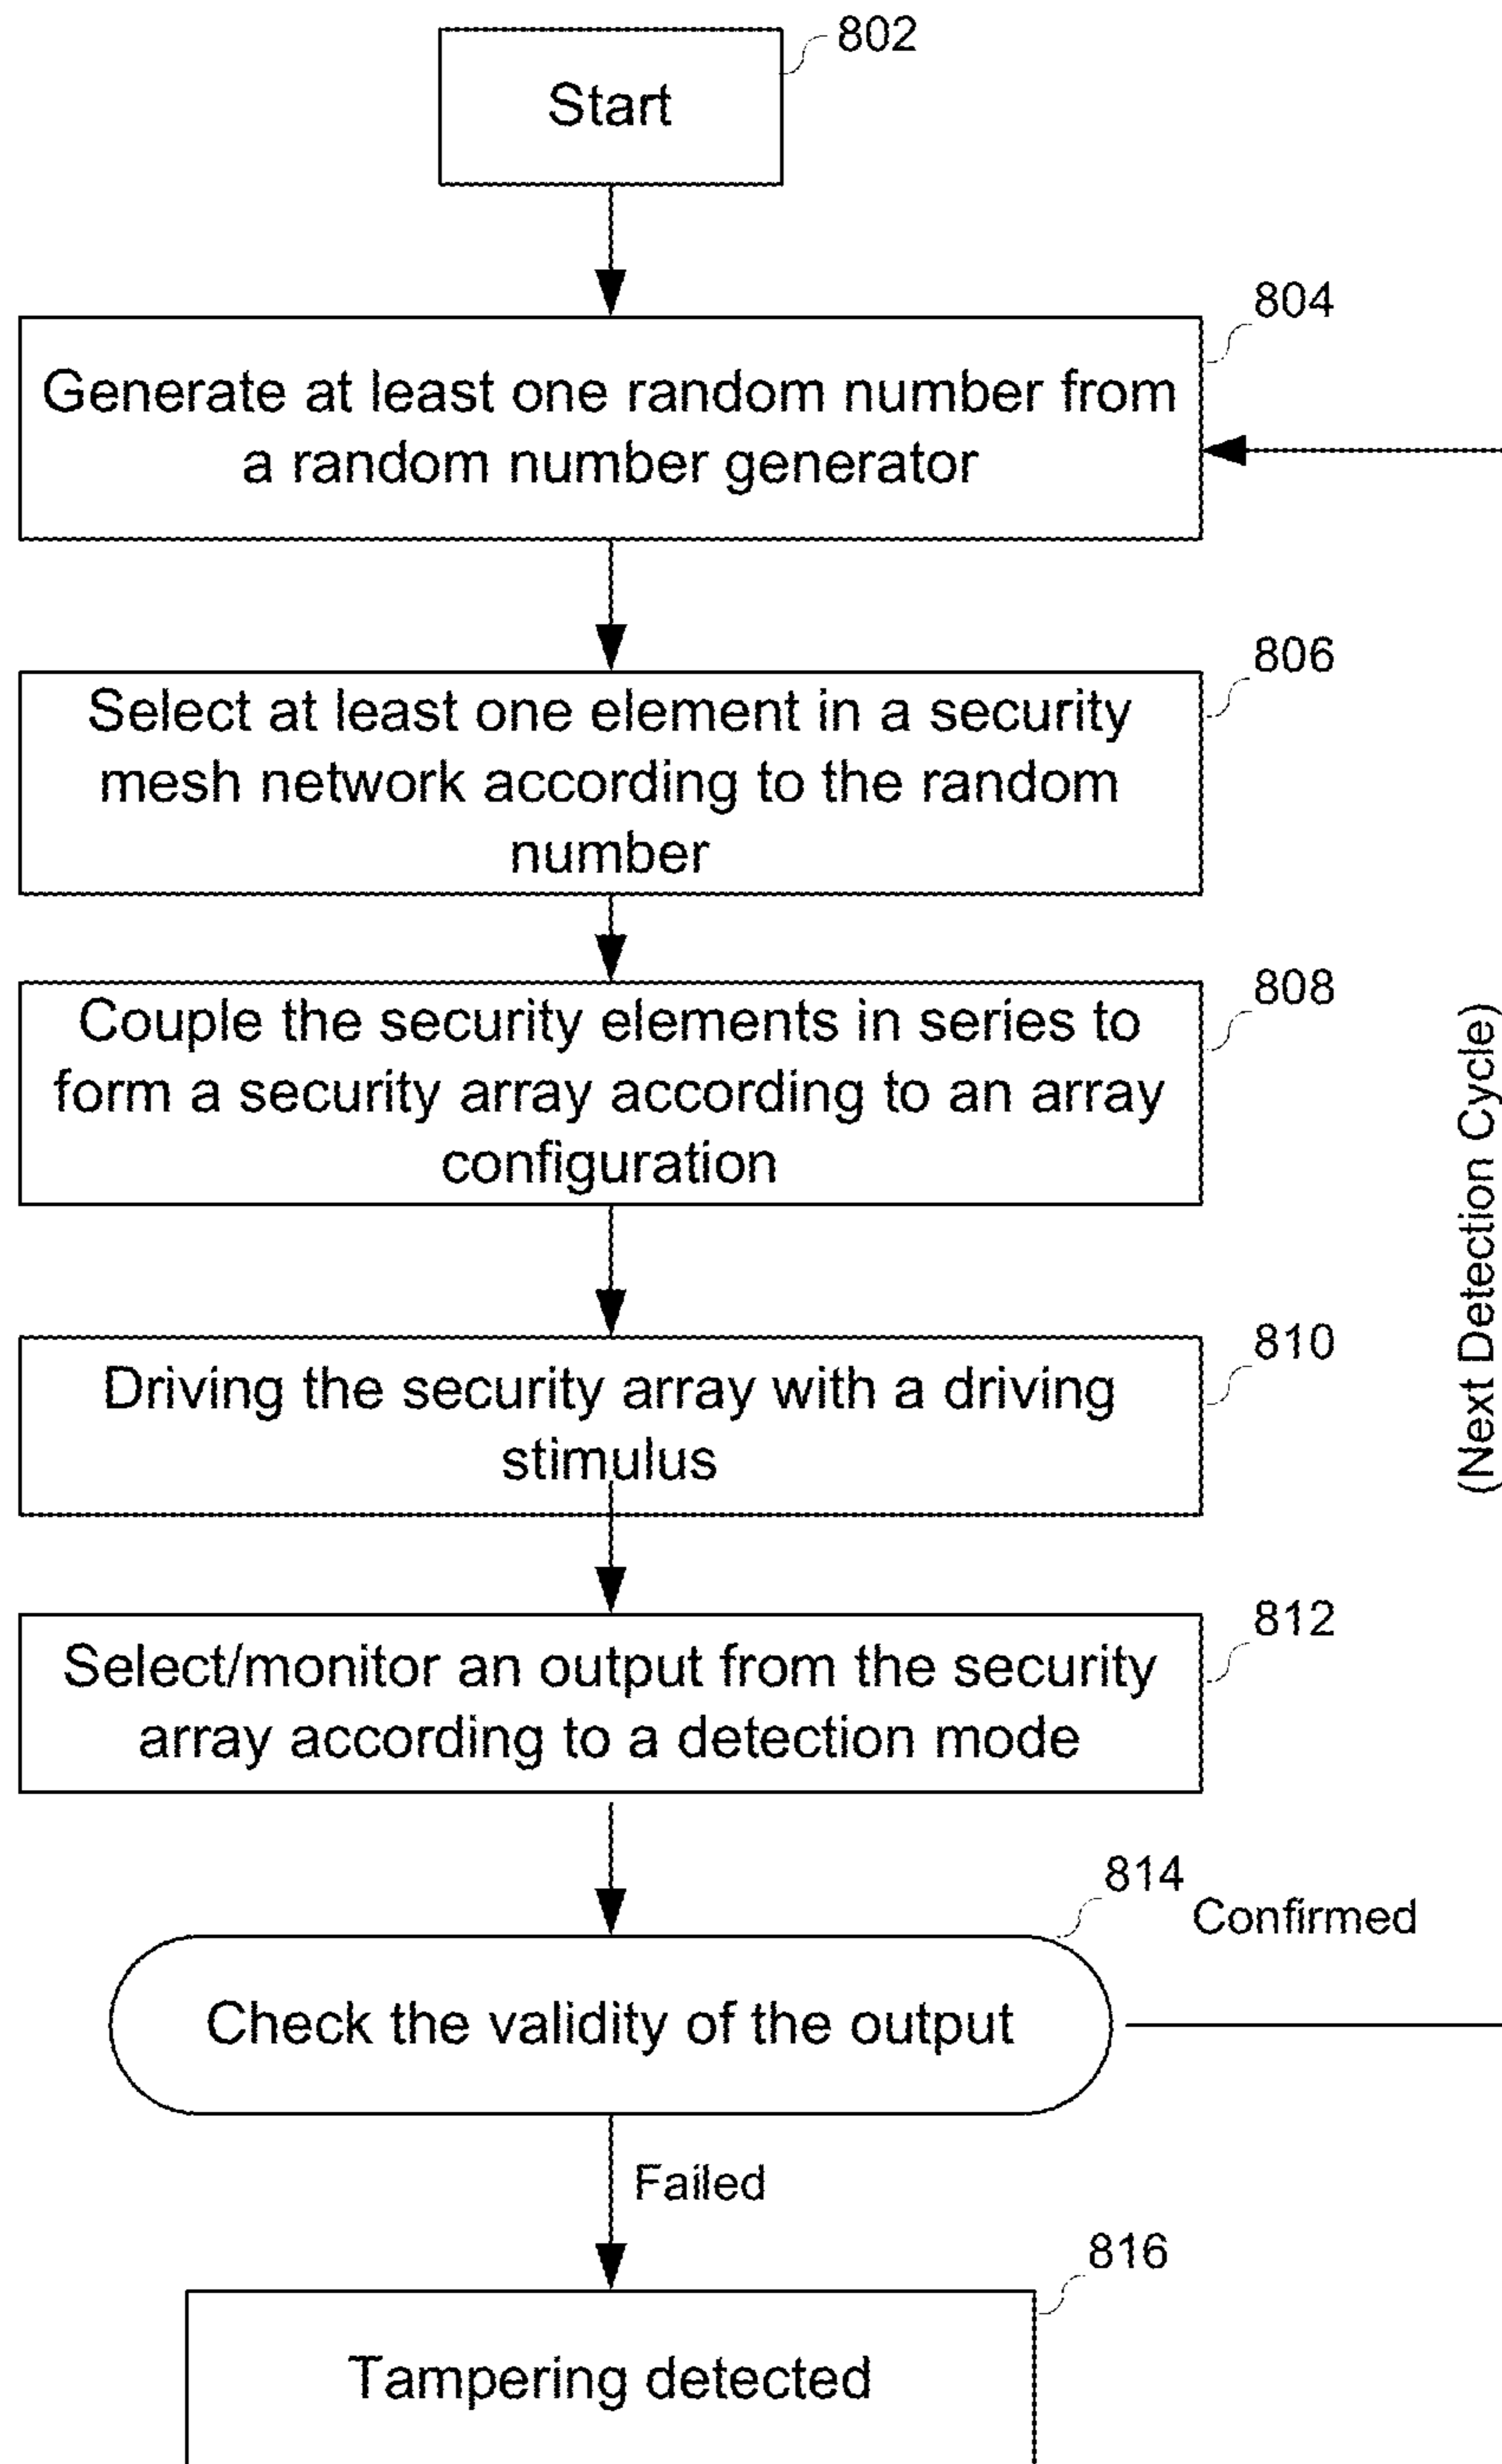 802
Start
804
Generate at least one random number from
a random number generator
806
Select at least one element in a security
mesh network according to the random
number
808
Couple the security elements in series to
form a security array according to an array
configuration
(Next Detection Cycle)
810
Driving the security array with a driving
stimulus
812
Select/monitor an output from the security
array according to a detection mode
814
Confirmed
Check the validity of the output
Failed
816
Tampering detected